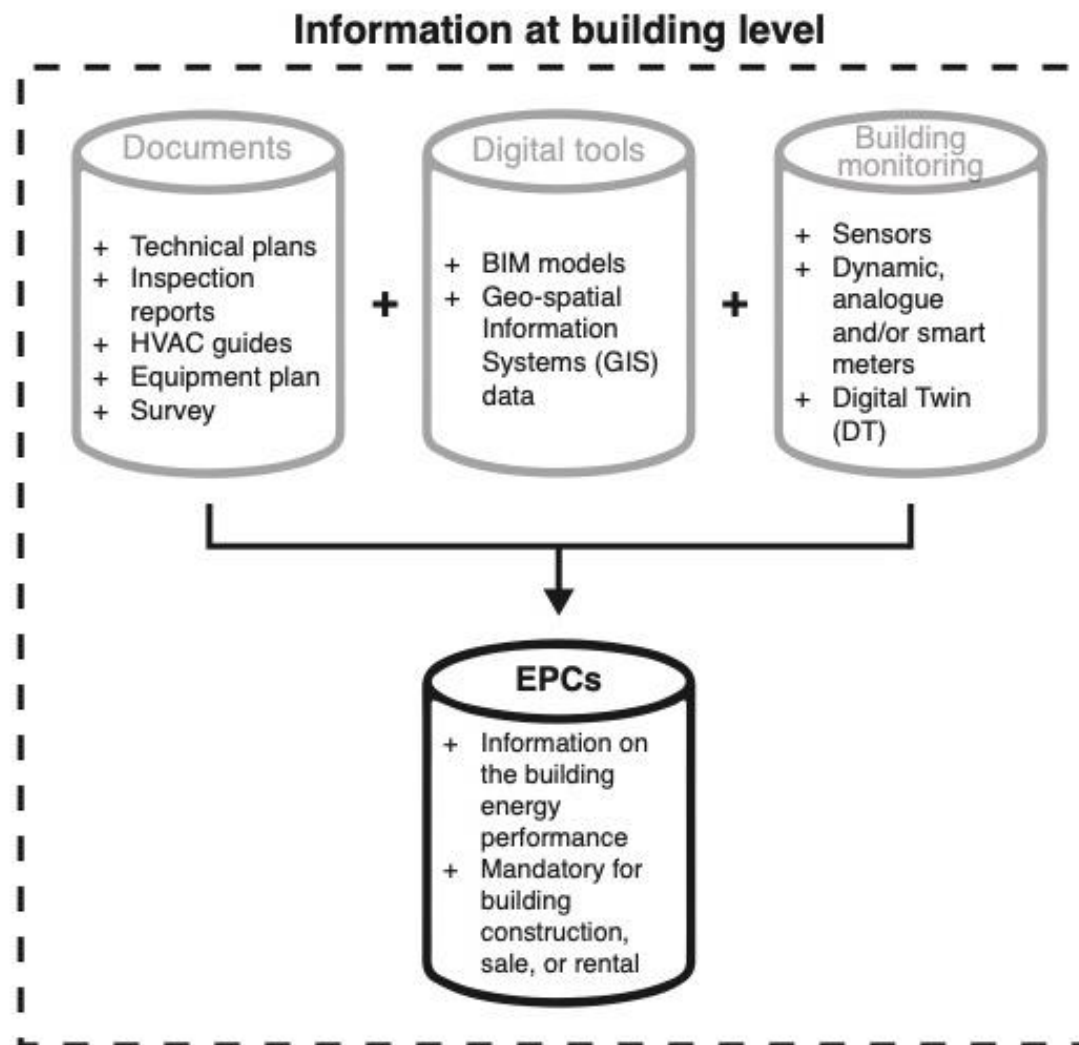 Information at building level
Documents
+ Technical plans
+ Inspection
reports
+ HVAC guides
+ Equipment plan
+ Survey
+
Digital tools
+ BIM models
+ Geo-spatial
Information
Systems (GIS)
data
+
Building
monitoring
+ Sensors
+ Dynamic,
analogue
and/or smart
meters
+ Digital Twin
(DT)
EPCs
+ Information on
the building
energy
performance
+ Mandatory for
building
construction,
sale, or rental